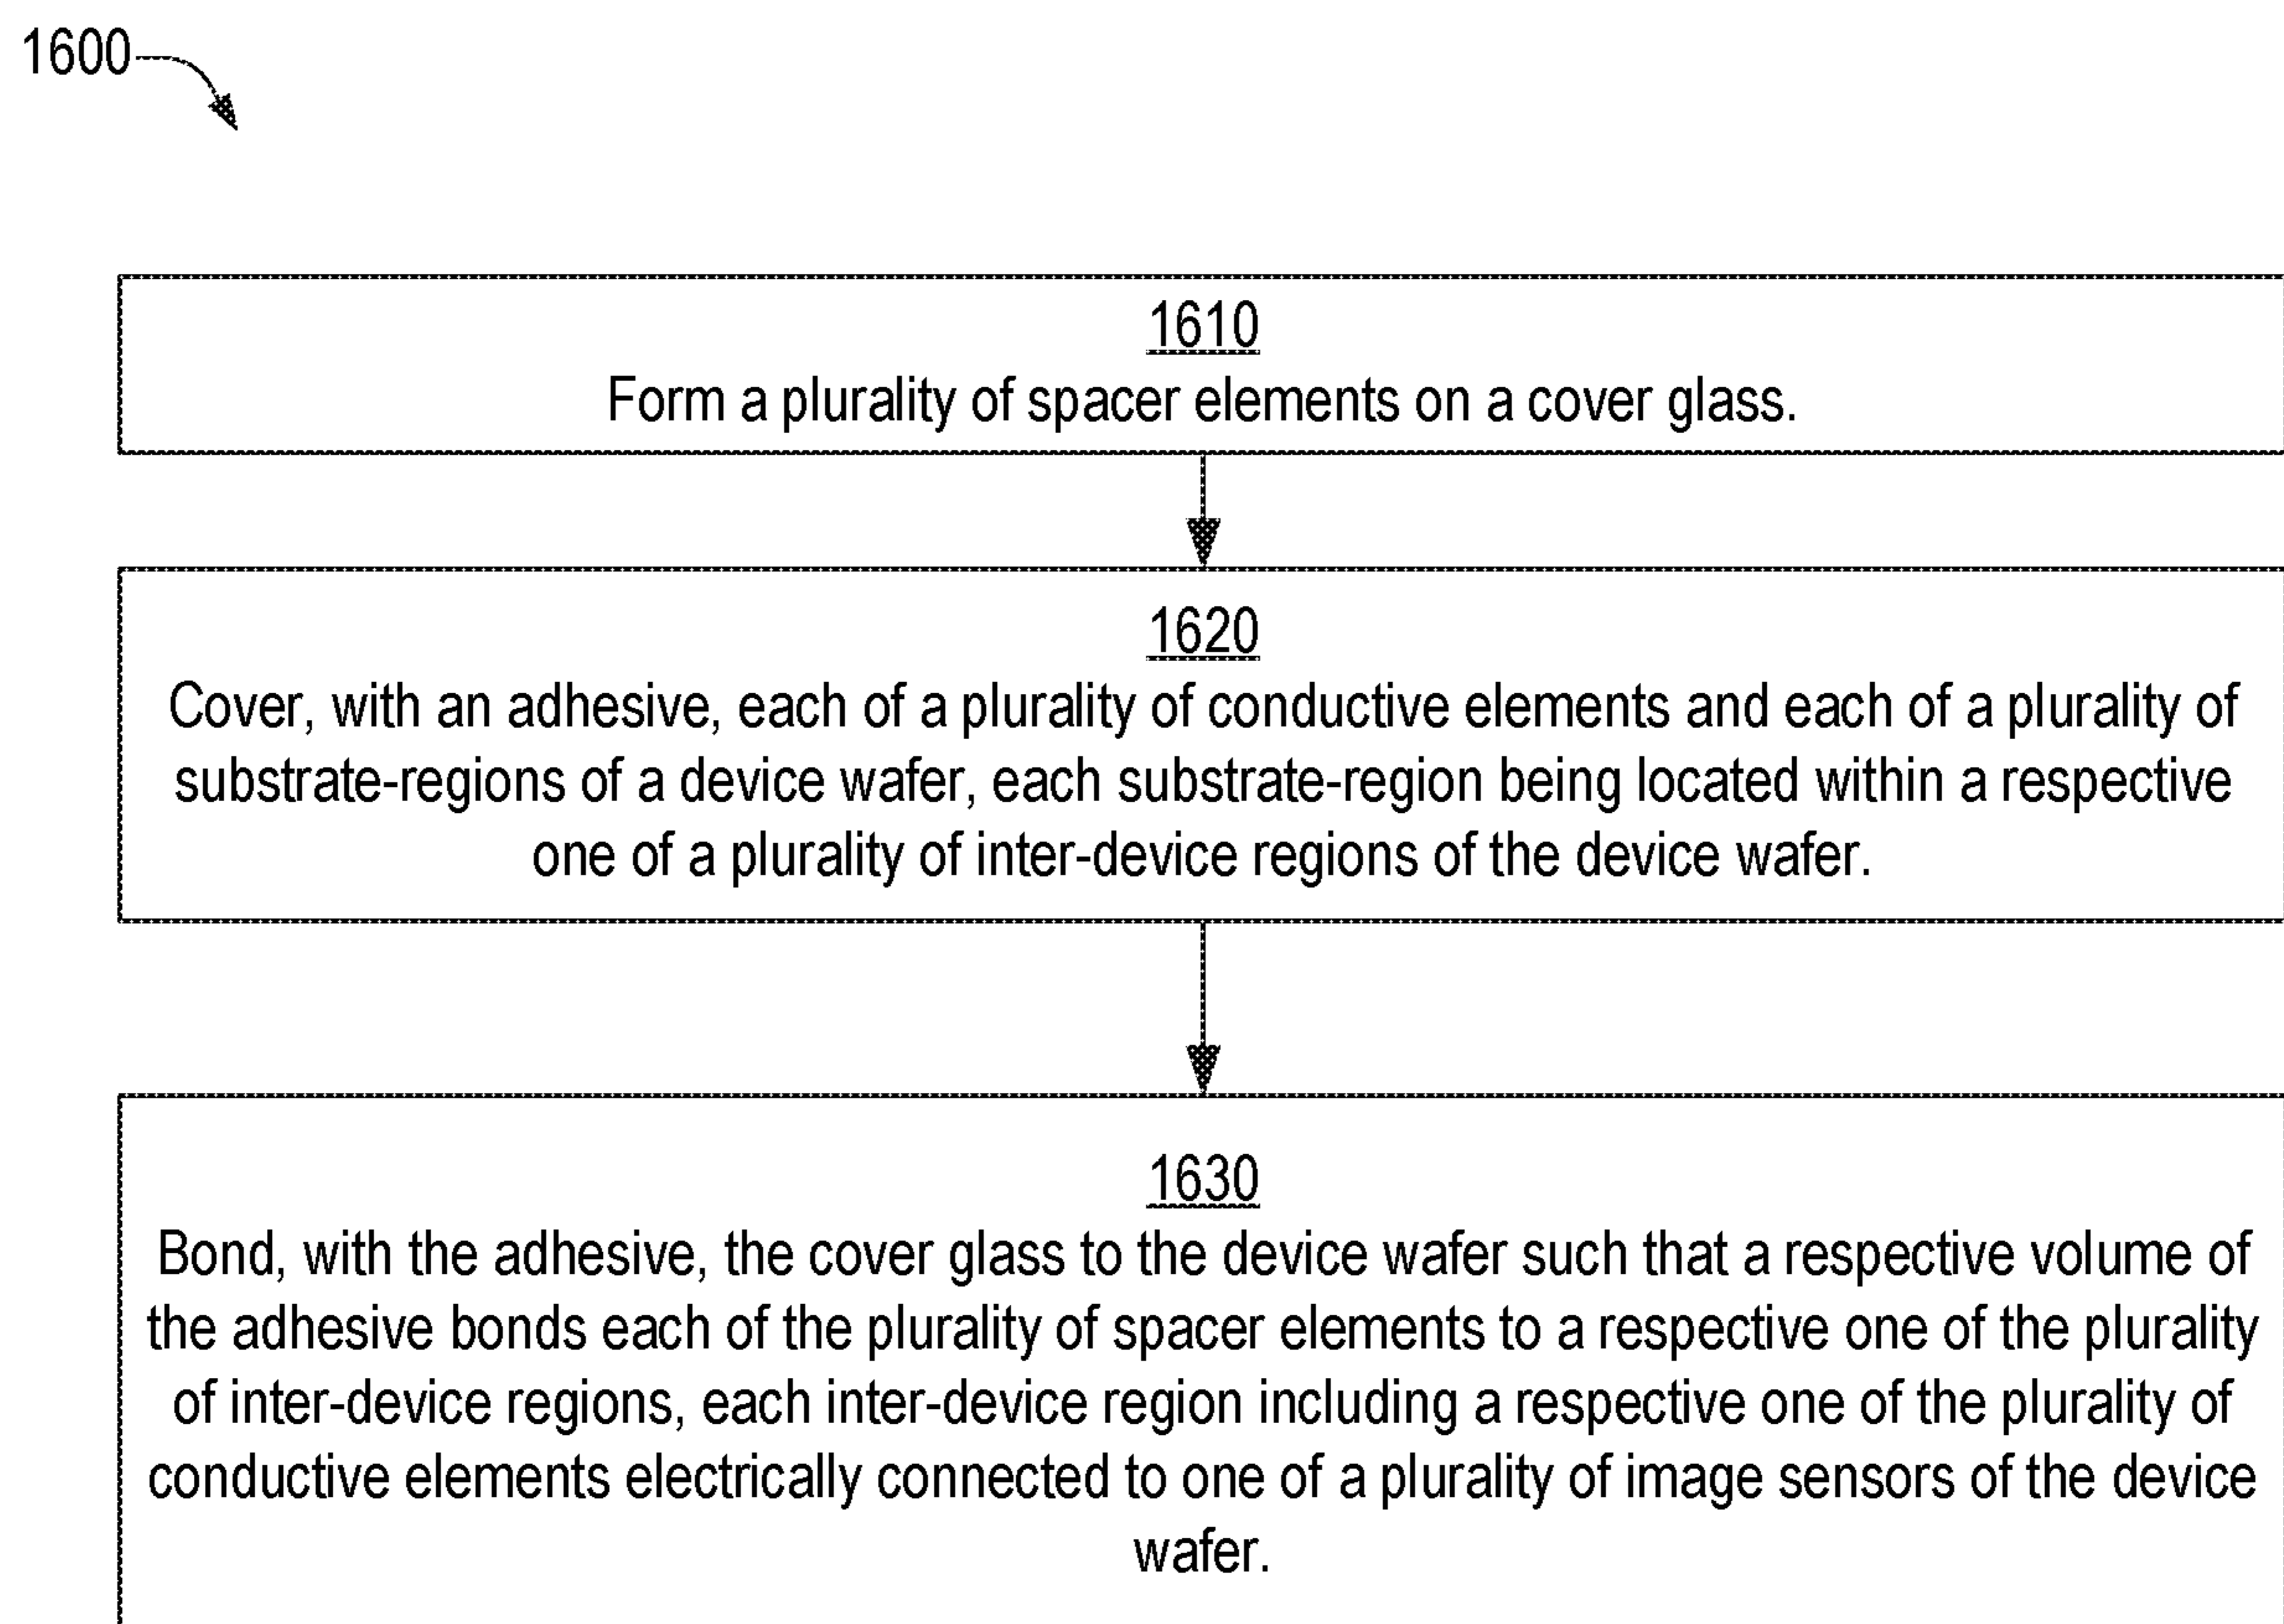 1600
1610
Form a plurality of spacer elements on a cover glass.
1620
Cover, with an adhesive, each of a plurality of conductive elements and each of a plurality of
substrate-regions of a device wafer, each substrate-region being located within a respective
one of a plurality of inter-device regions of the device wafer.
1630
Bond, with the adhesive, the cover glass to the device wafer such that a respective volume of
the adhesive bonds each of the plurality of spacer elements to a respective one of the plurality
of inter-device regions, each inter-device region including a respective one of the plurality of
conductive elements electrically connected to one of a plurality of image sensors of the device
wafer.